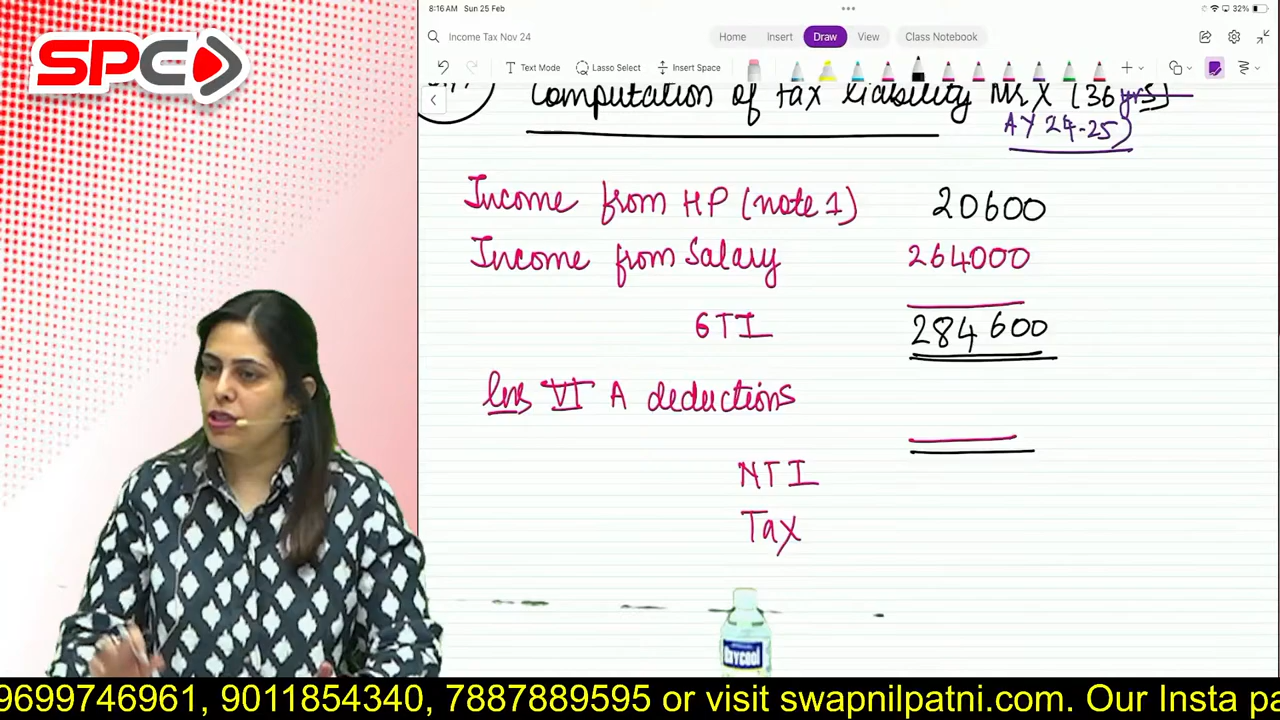 8:16 AM Sun 25 Feb
32%
SPC
Income Tax Nov 24
Home Insert Draw View Class Notebook
Text Mode Lasso Select Insert Space
Computation of tax liability Mr. X (36 yrs)
AY 24-25)
Income from HP (note 1) 20600
Income from Salary 264000
GTI 284600
less VI A deductions
NTI
Tax
Oxycool
9699746961, 9011854340, 7887889595 or visit swapnilpatni.com. Our Insta pa